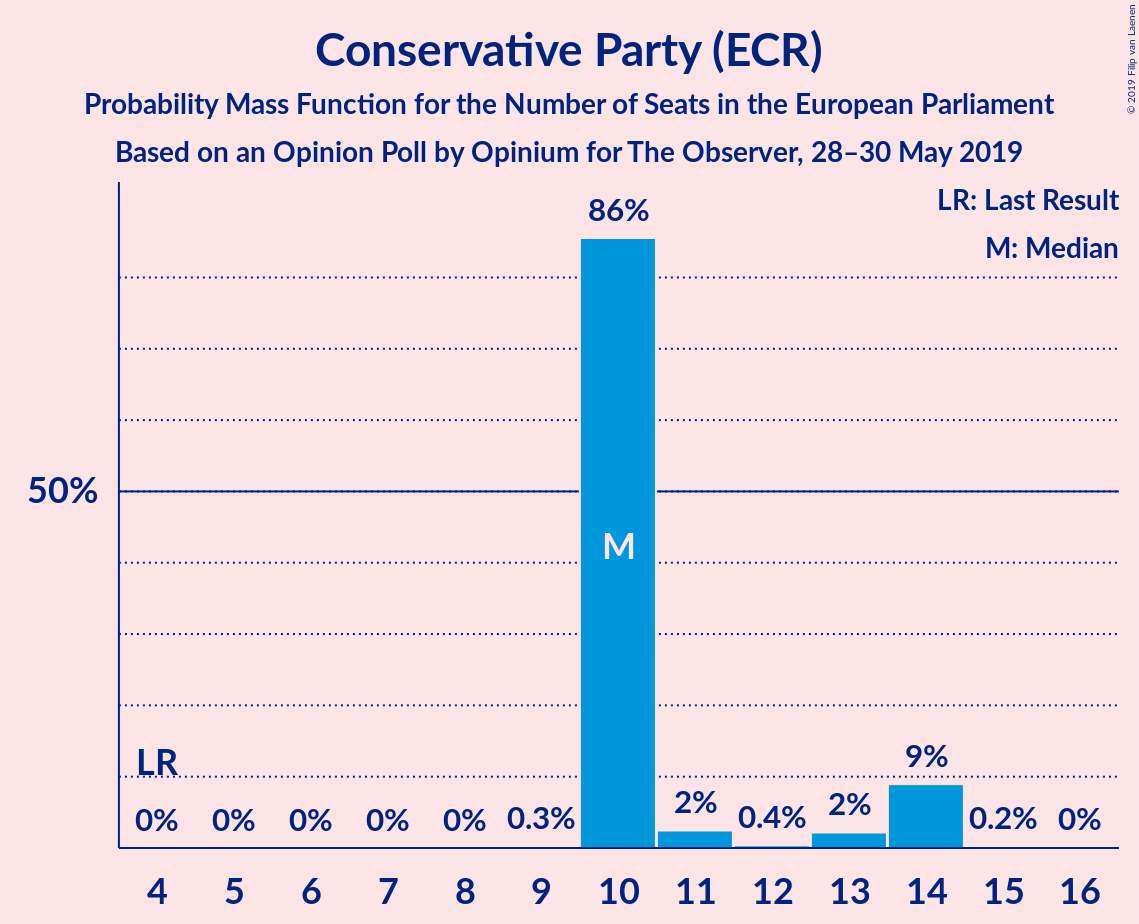 Conservative Party (ECR)
Probability Mass Function for the Number of Seats in the European Parliament
Based on an Opinion Poll by Opinium for The Observer, 28–30 May 2019
© 2019 Filip van Laenen
LR: Last Result
M: Median
86%
50%
M
LR
0% 0% 0% 0% 0% 0.3% 2% 0.4% 2% 9% 0.2% 0%
4 5 6 7 8 9 10 11 12 13 14 15 16